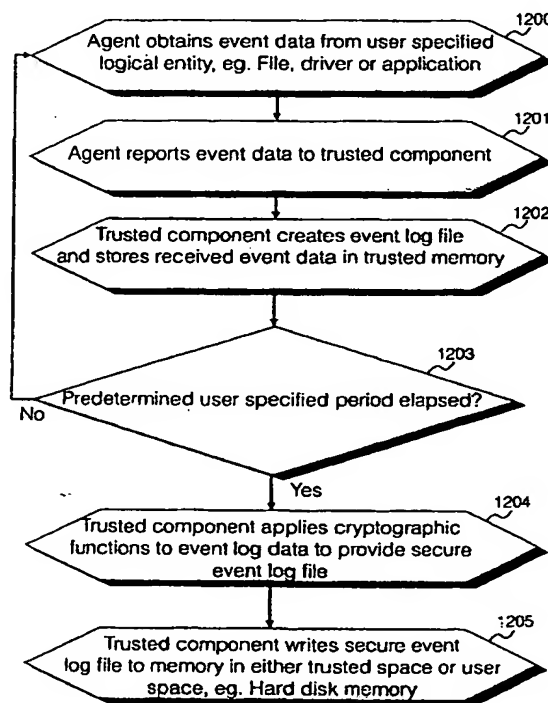 1200
Agent obtains event data from user specified
logical entity, eg. File, driver or application
1201
Agent reports event data to trusted component
1202
Trusted component creates event log file
and stores received event data in trusted memory
1203
Predetermined user specified period elapsed?
No
Yes
1204
Trusted component applies cryptographic
functions to event log data to provide secure
event log file
1205
Trusted component writes secure event
log file to memory in either trusted space or user
space, eg. Hard disk memory